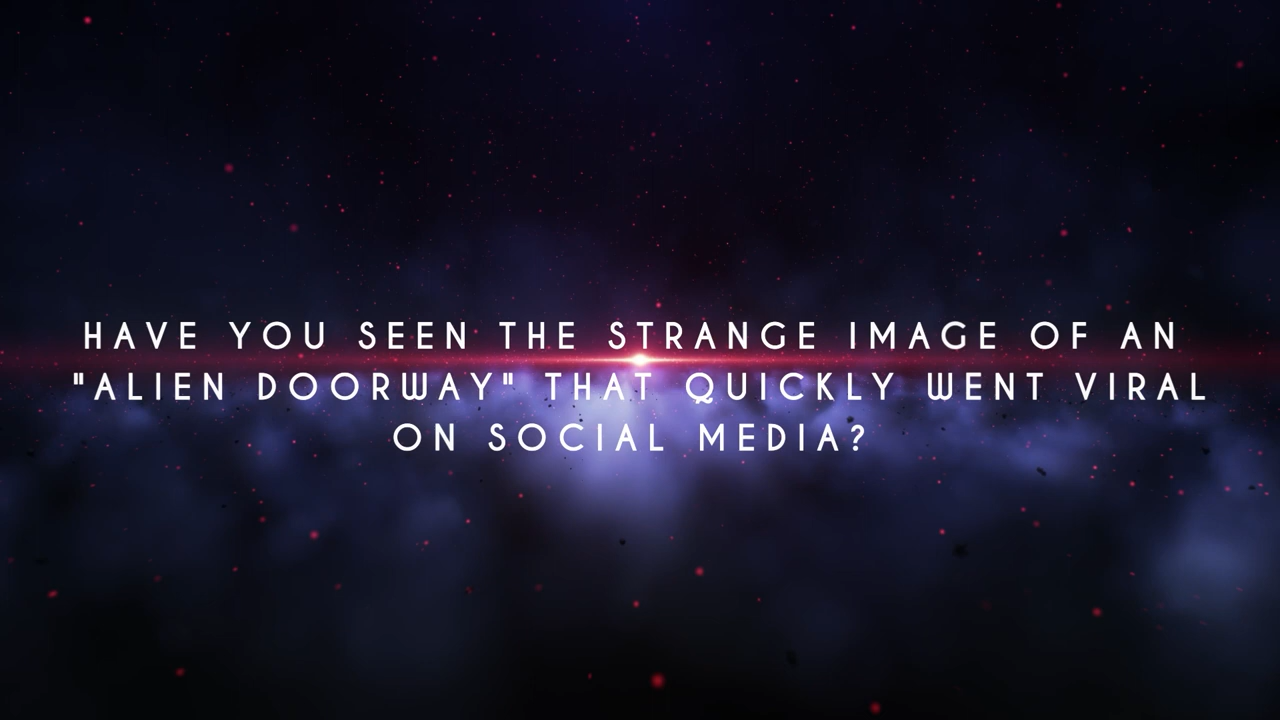 HAVE YOU SEEN THE STRANGE IMAGE OF AN
"ALIEN DOORWAY" THAT QUICKLY WENT VIRAL
ON SOCIAL MEDIA?